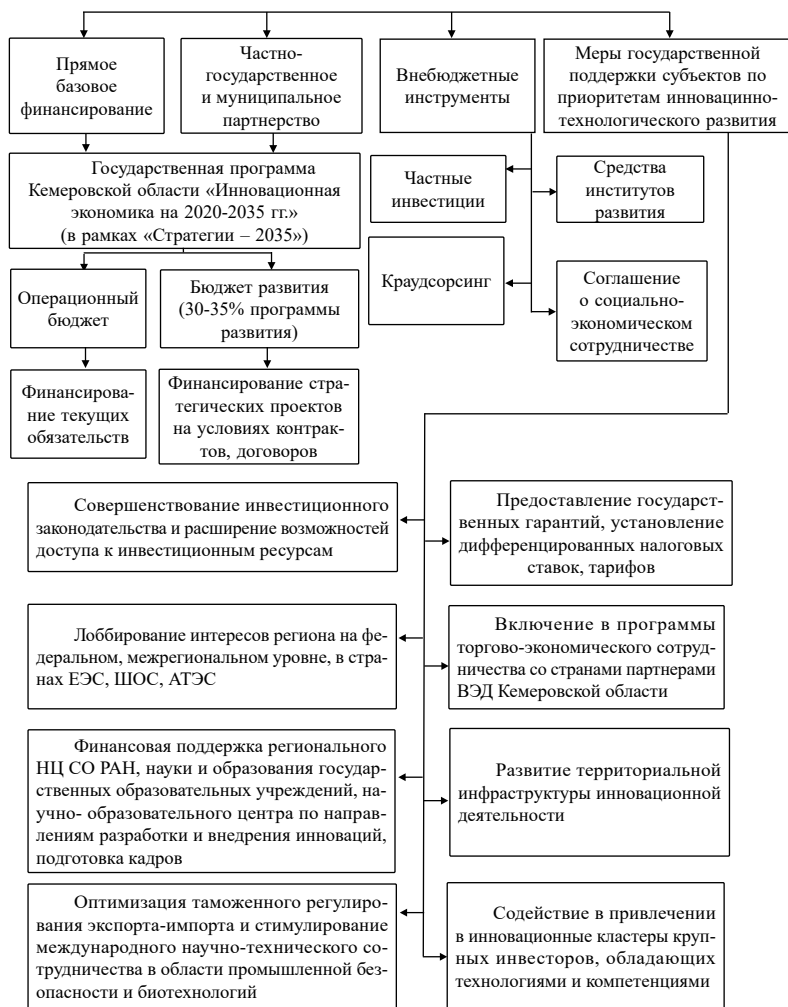 Прямое
базовое
финансирование
Частно-
государственное
и муниципальное
партнерство
Внебюджетные
инструменты
Меры государственной
поддержки субъектов по
приоритетам инновацинно-
технологического развития
Государственная программа
Кемеровской области «Инновационная
экономика на 2020-2035 гг.»
(в рамках «Стратегии – 2035»)
Частные
инвестиции
Средства
институтов
развития
Операционный
бюджет
Бюджет развития
(30-35% программы
развития)
Краудсорсинг
Соглашение
о социально-
экономическом
сотрудничестве
Финансирова-
ние текущих
обязательств
Финансирование стра-
тегических проектов
на условиях контрак-
тов, договоров
Совершенствование инвестиционного
законодательства и расширение возможностей
доступа к инвестиционным ресурсам
Предоставление государст-
венных гарантий, установление
дифференцированных налоговых
ставок, тарифов
Лоббирование интересов региона на фе-
деральном, межрегиональном уровне, в стра-
нах ЕЭС, ШОС, АТЭС
Включение в программы
торгово-экономического сотруд-
ничества со странами партнерами
ВЭД Кемеровской области
Финансовая поддержка регионального
НЦ СО РАН, науки и образования государ-
ственных образовательных учреждений, на-
учно- образовательного центра по направ-
лениям разработки и внедрения инноваций,
подготовка кадров
Развитие территориальной
инфраструктуры инновационной
деятельности
Оптимизация таможенного регулиро-
вания экспорта-импорта и стимулирование
международного научно-технического со-
трудничества в области промышленной без-
опасности и биотехнологий
Содействие в привлечении
в инновационные кластеры круп-
ных инвесторов, обладающих
технологиями и компетенциями